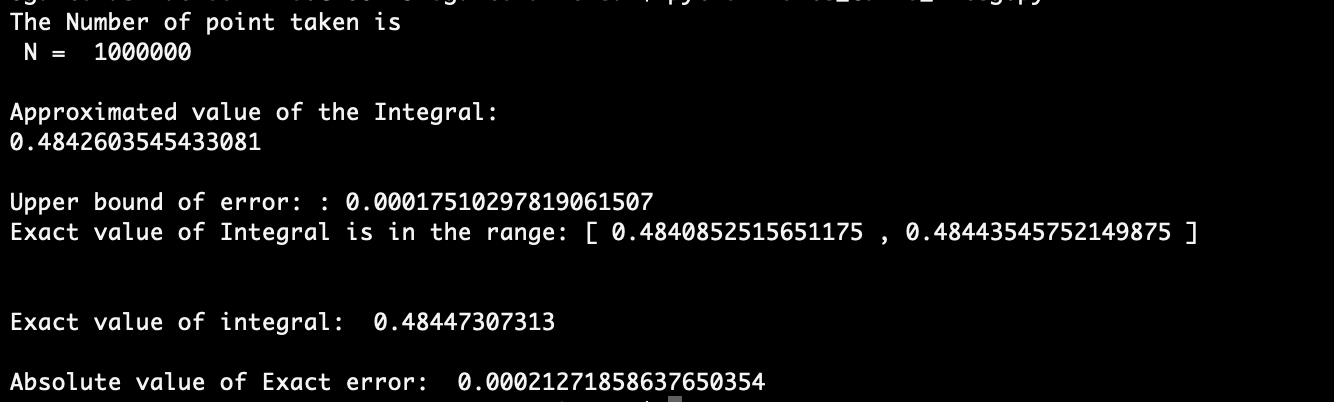 The Number of point taken is
N =  1000000
Approximated value of the Integral:
0.4842603545433081
Upper bound of error: : 0.00017510297819061507
Exact value of Integral is in the range: [ 0.4840852515651175 , 0.48443545752149875 ]
Exact value of integral:  0.48447307313
Absolute value of Exact error:  0.00021271858637650354